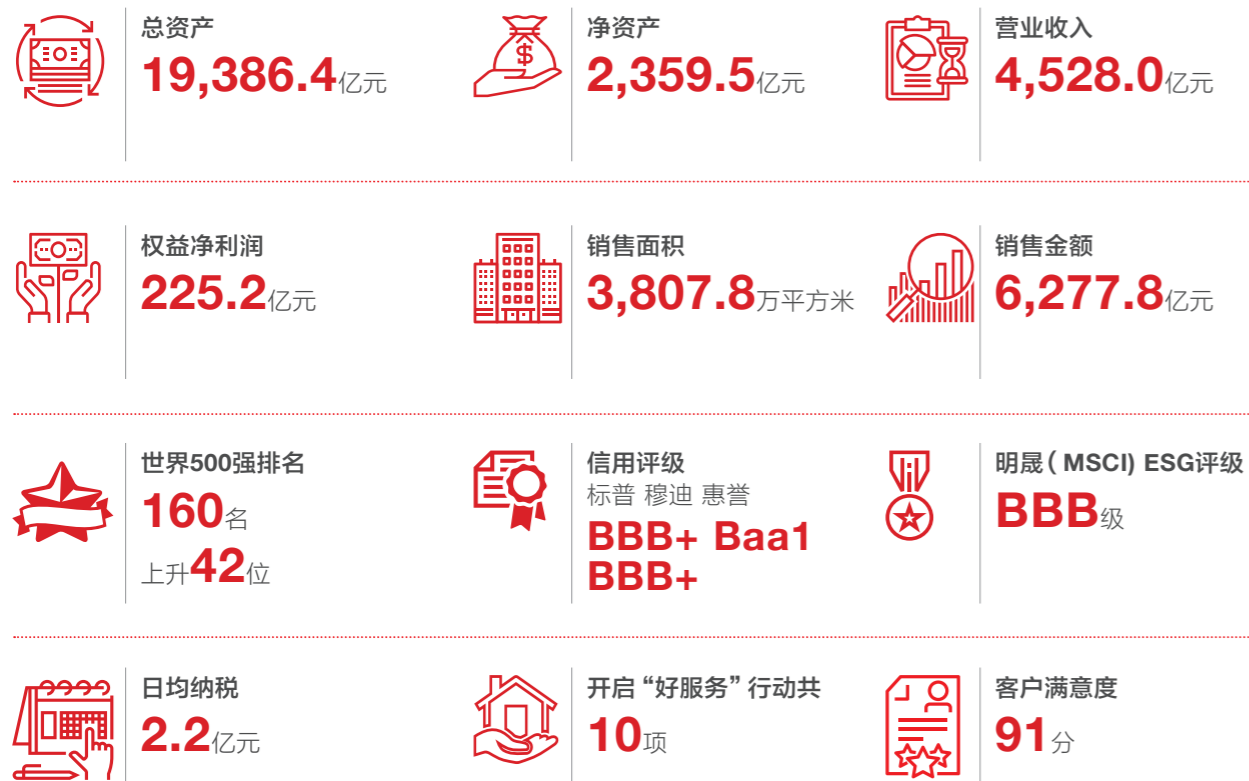 总资产
19,386.4亿元
净资产
2,359.5亿元
营业收入
4,528.0亿元
权益净利润
225.2亿元
销售面积
3,807.8万平方米
销售金额
6,277.8亿元
世界500强排名
160名
上升42位
信用评级
标普 穆迪 惠誉
BBB+ Baa1
BBB+
明晟（MSCI) ESG评级
BBB级
日均纳税
2.2亿元
开启“好服务”行动共
10项
客户满意度
91分